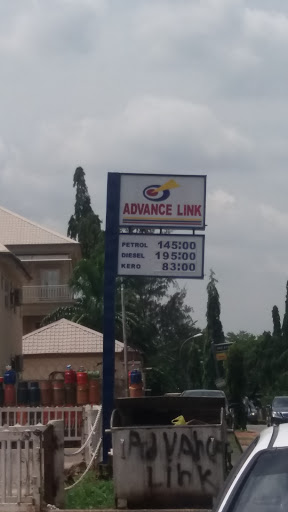 ADVANCE LINK
PETROL 145:00
DIESEL 195:00
KERO 83:00
AdVANCe
Link